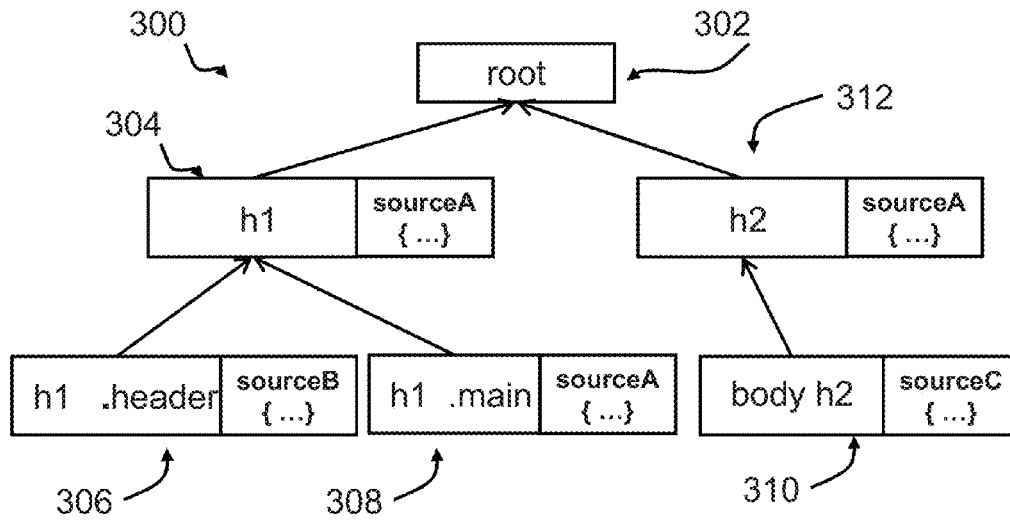 300
302
root
312
304
h1
sourceA
{ ...}
h2
sourceA
{ ...}
h1 .header
sourceB
{ ...}
h1 .main
sourceA
{ ...}
body h2
sourceC
{ ...}
306
308
310